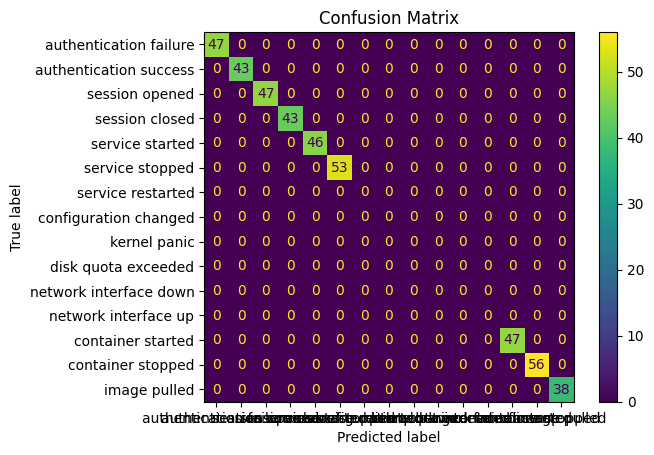 Confusion Matrix
authentication failure 47 0 0 0 0 0 0 0 0 0 0 0 0 0 0
authentication success 0 43 0 0 0 0 0 0 0 0 0 0 0 0 0
session opened 0 0 47 0 0 0 0 0 0 0 0 0 0 0 0
session closed 0 0 0 43 0 0 0 0 0 0 0 0 0 0 0
service started 0 0 0 0 46 0 0 0 0 0 0 0 0 0 0
service stopped 0 0 0 0 0 53 0 0 0 0 0 0 0 0 0
service restarted 0 0 0 0 0 0 0 0 0 0 0 0 0 0 0
configuration changed 0 0 0 0 0 0 0 0 0 0 0 0 0 0 0
kernel panic 0 0 0 0 0 0 0 0 0 0 0 0 0 0 0
disk quota exceeded 0 0 0 0 0 0 0 0 0 0 0 0 0 0 0
network interface down 0 0 0 0 0 0 0 0 0 0 0 0 0 0 0
network interface up 0 0 0 0 0 0 0 0 0 0 0 0 0 0 0
container started 0 0 0 0 0 0 0 0 0 0 0 0 47 0 0
container stopped 0 0 0 0 0 0 0 0 0 0 0 0 0 56 0
image pulled 0 0 0 0 0 0 0 0 0 0 0 0 0 0 38
True label
Predicted label
50
40
30
20
10
0